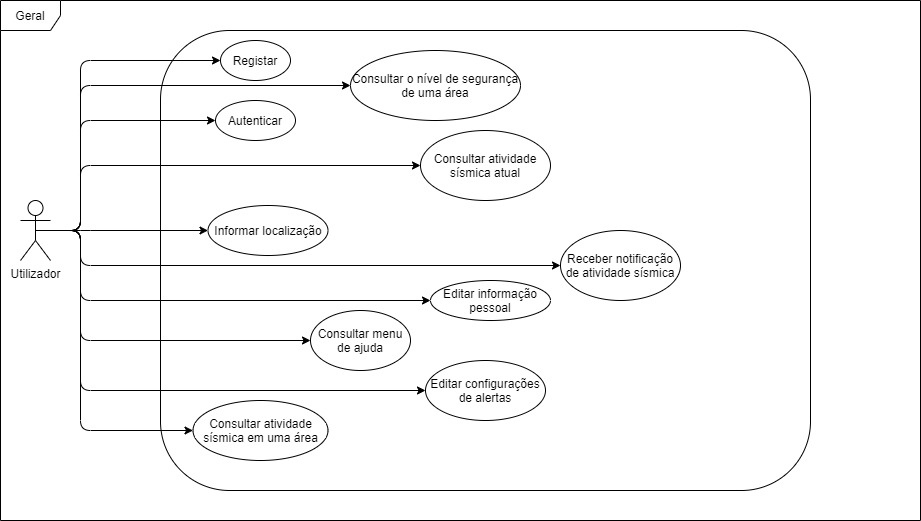 Geral
Registar
Consultar o nível de segurança
de uma área
Autenticar
Consultar atividade
sísmica atual
Utilizador
Informar localização
Receber notificação
de atividade sísmica
Editar informação
pessoal
Consultar menu
de ajuda
Editar configurações
de alertas
Consultar atividade
sísmica em uma área